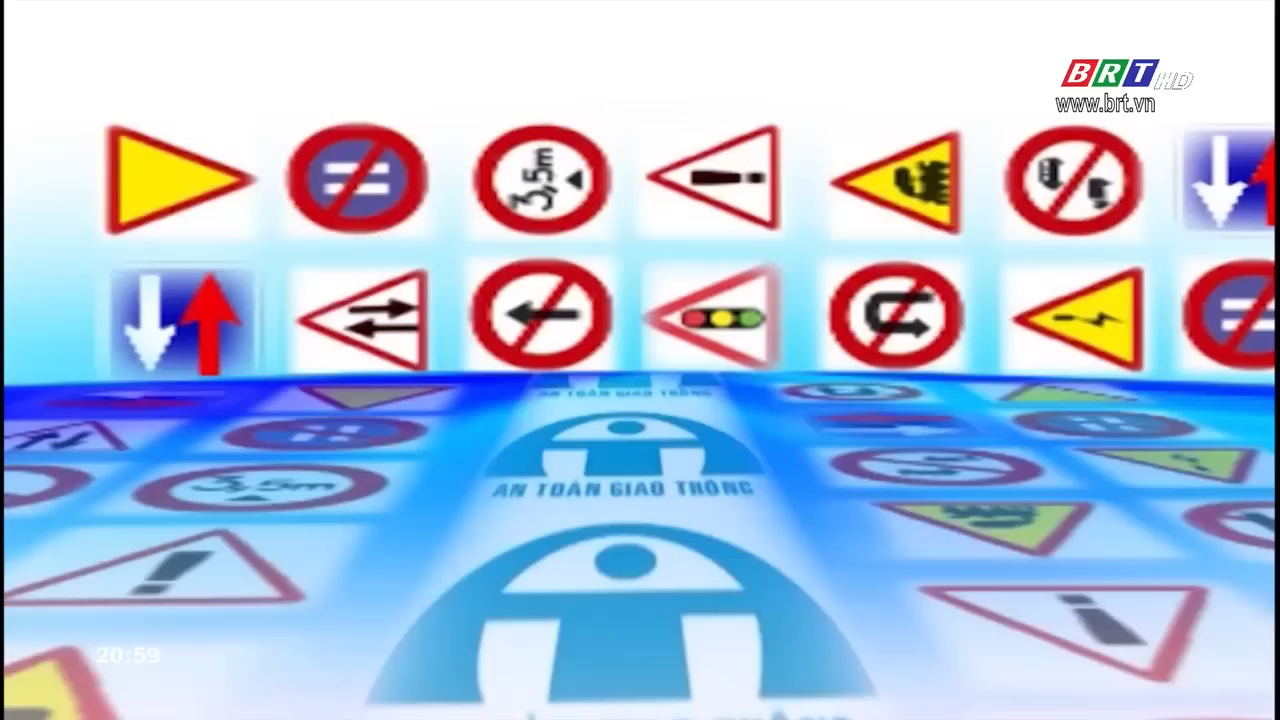 BRT HD
www.brt.vn
3,5m
AN TOÀN GIAO THÔNG
3,5m
AN TOÀN GIAO THÔNG
20:59